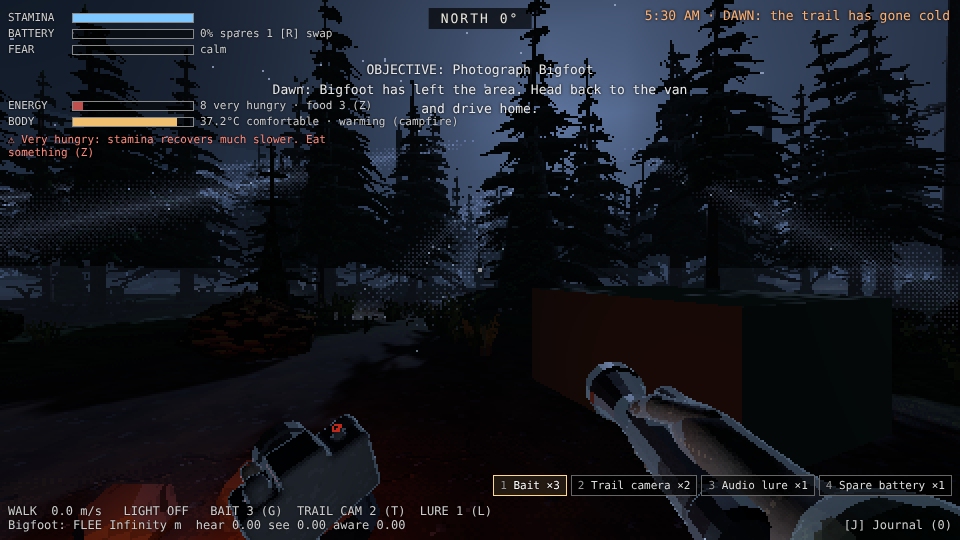 STAMINA
BATTERY 0% spares 1 [R] swap
FEAR calm
NORTH 0°
5:30 AM · DAWN: the trail has gone cold
OBJECTIVE: Photograph Bigfoot
Dawn: Bigfoot has left the area. Head back to the van and drive home.
ENERGY 8 very hungry · food 3 (Z)
BODY 37.2°C comfortable · warming (campfire)
⚠ Very hungry: stamina recovers much slower. Eat
something (Z)
1 Bait ×3 2 Trail camera ×2 3 Audio lure ×1 4 Spare battery ×1
WALK 0.0 m/s LIGHT OFF BAIT 3 (G) TRAIL CAM 2 (T) LURE 1 (L)
Bigfoot: FLEE Infinity m hear 0.00 see 0.00 aware 0.00
[J] Journal (0)